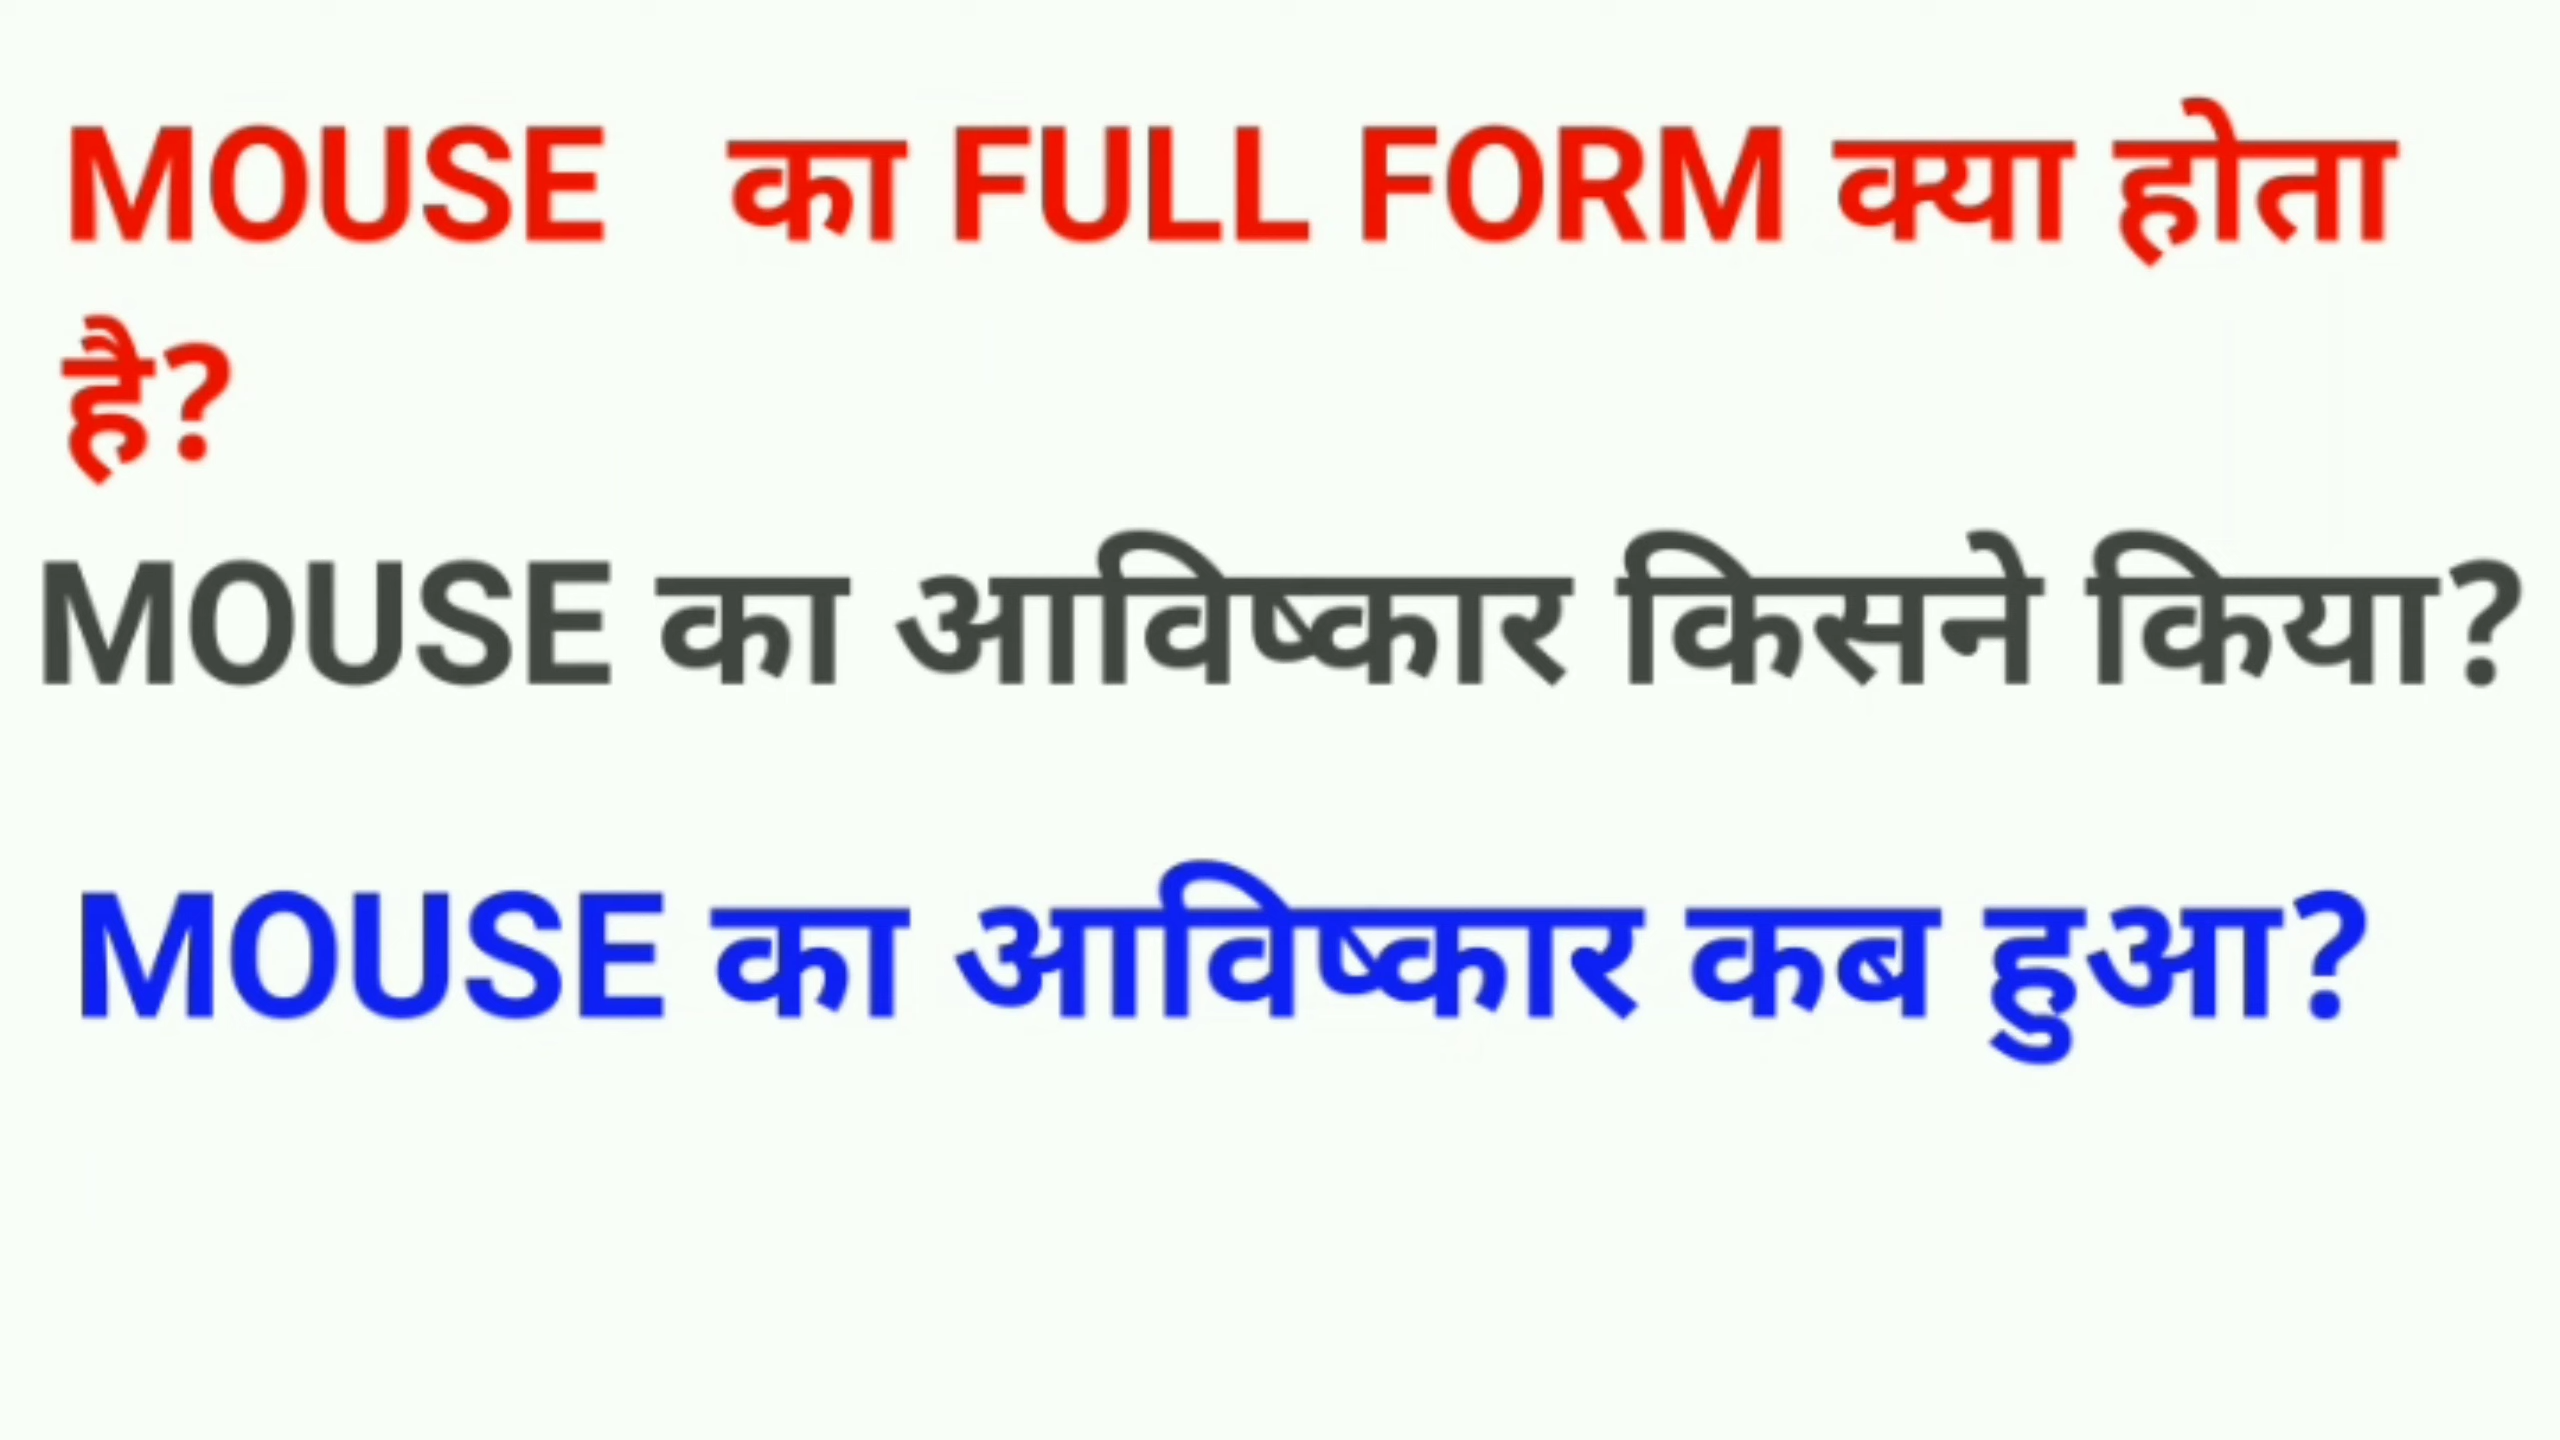 MOUSE का FULL FORM क्या होता
है?
MOUSE का आविष्कार किसने किया?
MOUSE का आविष्कार कब हुआ?